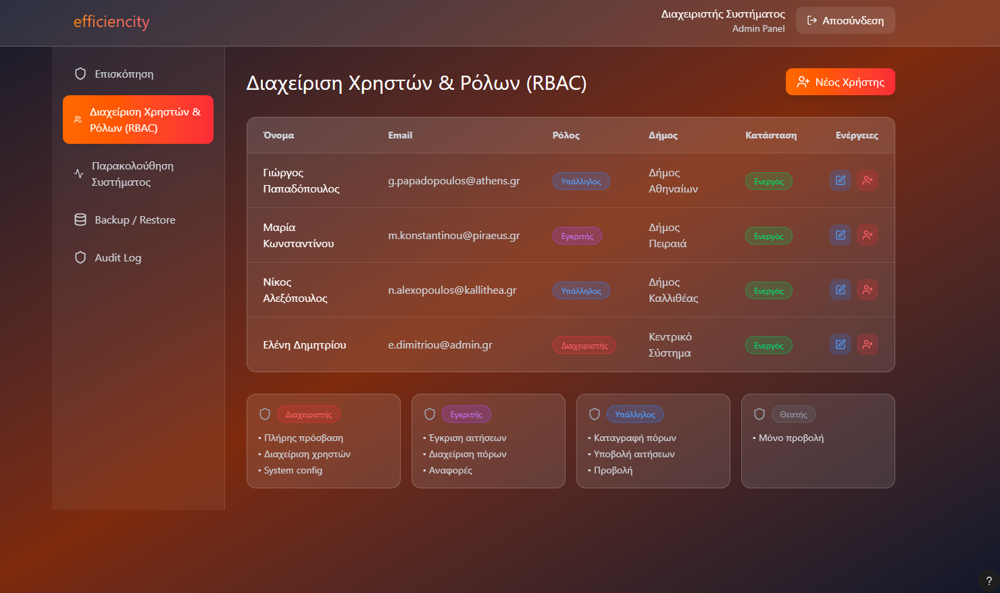 efficiencity
Διαχειριστής Συστήματος
Admin Panel
Αποσύνδεση
Επισκόπηση
Διαχείριση Χρηστών &
Ρόλων (RBAC)
Παρακολούθηση
Συστήματος
Backup / Restore
Audit Log
Διαχείριση Χρηστών & Ρόλων (RBAC)
Νέος Χρήστης
Όνομα Email Ρόλος Δήμος Κατάσταση Ενέργειες
Γιώργος
Παπαδόπουλος
g.papadopoulos@athens.gr
Υπάλληλος
Δήμος
Αθηναίων
Ενεργός
Μαρία
Κωνσταντίνου
m.konstantinou@piraeus.gr
Εγκριτής
Δήμος
Πειραιά
Ενεργός
Νίκος
Αλεξόπουλος
n.alexopoulos@kallithea.gr
Υπάλληλος
Δήμος
Καλλιθέας
Ενεργός
Ελένη Δημητρίου
e.dimitriou@admin.gr
Διαχειριστής
Κεντρικό
Σύστημα
Ενεργός
Διαχειριστής
• Πλήρης πρόσβαση
• Διαχείριση χρηστών
• System config
Εγκριτής
• Έγκριση αιτήσεων
• Διαχείριση πόρων
• Αναφορές
Υπάλληλος
• Καταγραφή πόρων
• Υποβολή αιτήσεων
• Προβολή
Θεατής
• Μόνο προβολή
?